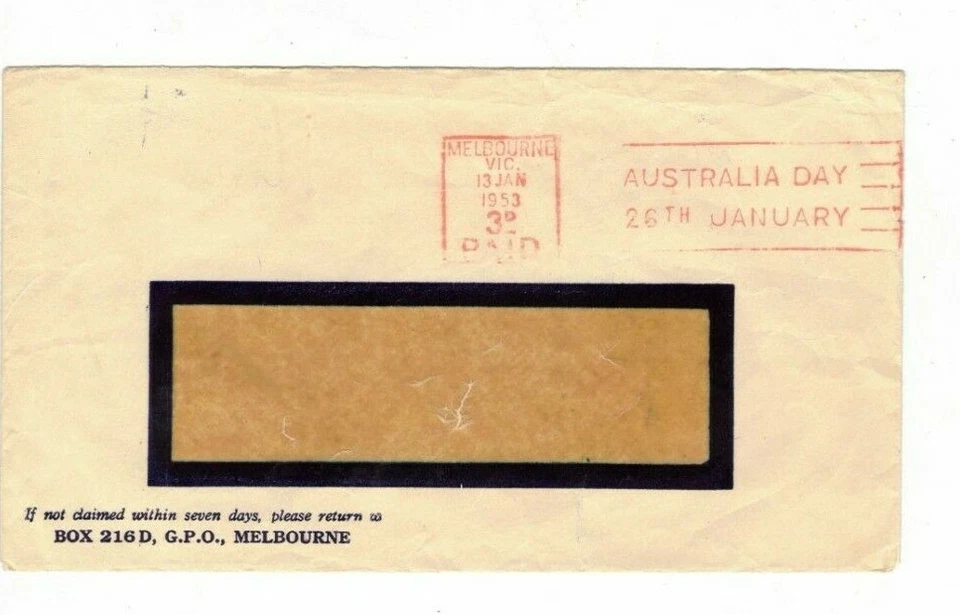 MELBOURNE
VIC.
13 JAN
1953
3D
PAID
AUSTRALIA DAY
26TH JANUARY
If not claimed within seven days, please return to
BOX 216 D, G.P.O., MELBOURNE